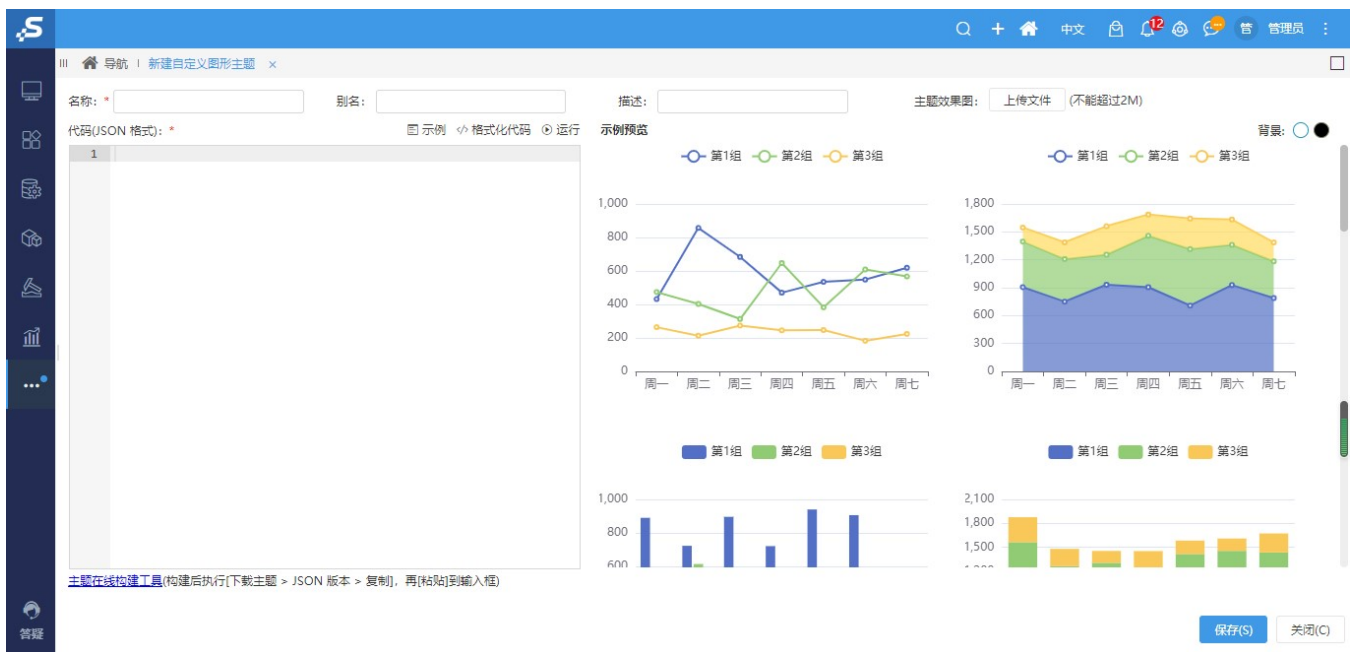 S
中文 12 管 管理员
导航 新建自定义图形主题 ×
名称: * 别名: 描述: 主题效果图: 上传文件 (不能超过2M)
代码(JSON 格式): * 示例 格式化代码 运行 示例预览 背景:
1
第1组 第2组 第3组
1,000
800
600
400
200
0
周一 周二 周三 周四 周五 周六 周七
第1组 第2组 第3组
1,800
1,500
1,200
900
600
300
0
周一 周二 周三 周四 周五 周六 周七
第1组 第2组 第3组
1,000
800
600
第1组 第2组 第3组
2,100
1,800
1,500
主题在线构建工具(构建后执行[下载主题 > JSON 版本 > 复制]，再[粘贴]到输入框)
答疑
保存(S) 关闭(C)